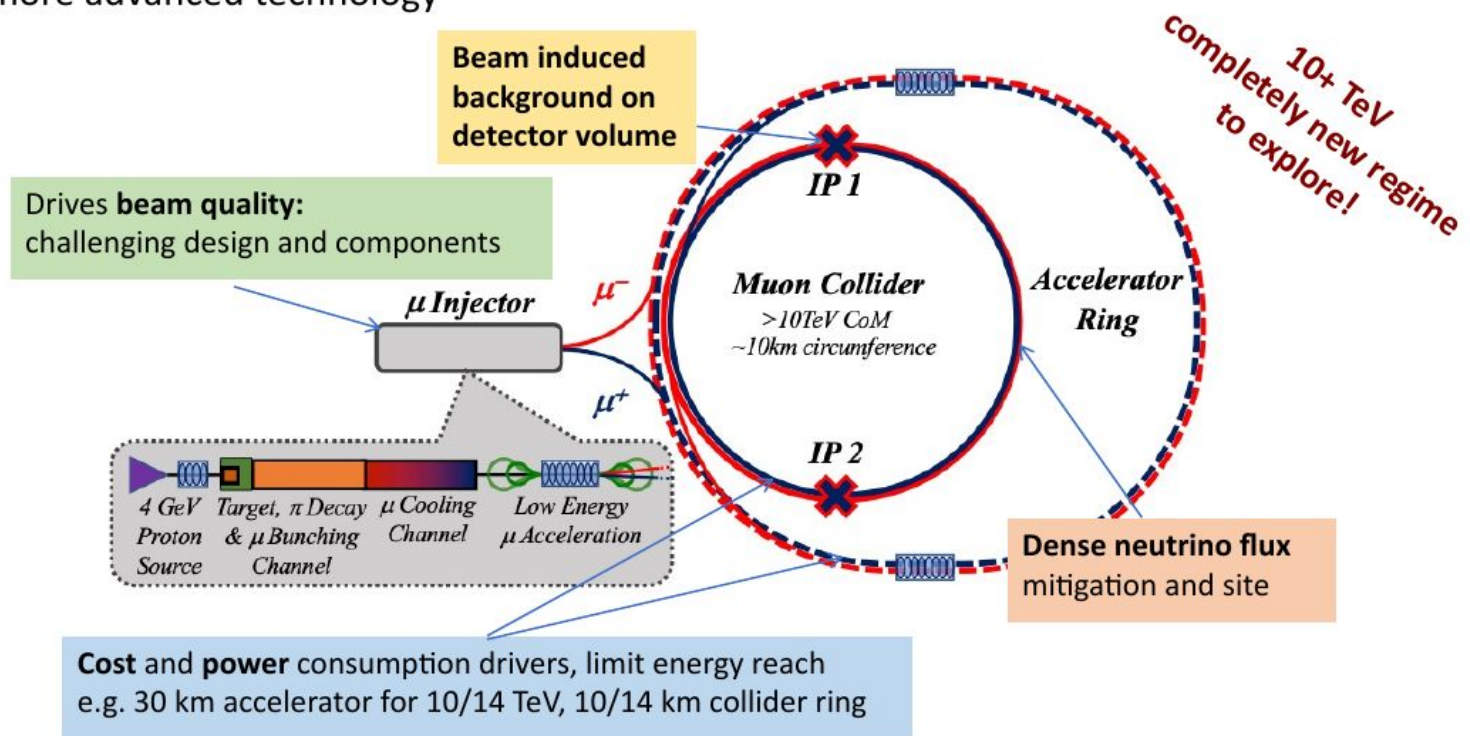 more advanced technology
Beam induced
background on
detector volume
10+ TeV
completely new regime
to explore!
Drives beam quality:
challenging design and components
IP 1
μ Injector
μ−
μ+
Muon Collider
>10TeV CoM
~10km circumference
Accelerator
Ring
IP 2
4 GeV
Proton
Source
Target, π Decay
& μ Bunching
Channel
μ Cooling
Channel
Low Energy
μ Acceleration
Dense neutrino flux
mitigation and site
Cost and power consumption drivers, limit energy reach
e.g. 30 km accelerator for 10/14 TeV, 10/14 km collider ring